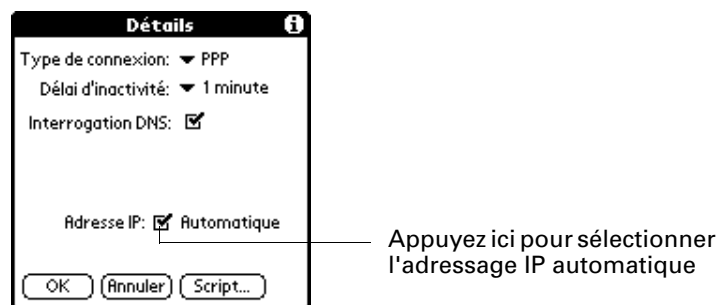 Détails
Type de connexion: PPP
Délai d'inactivité: 1 minute
Interrogation DNS:
Adresse IP: Automatique
Appuyez ici pour sélectionner
l'adressage IP automatique
OK Annuler Script...